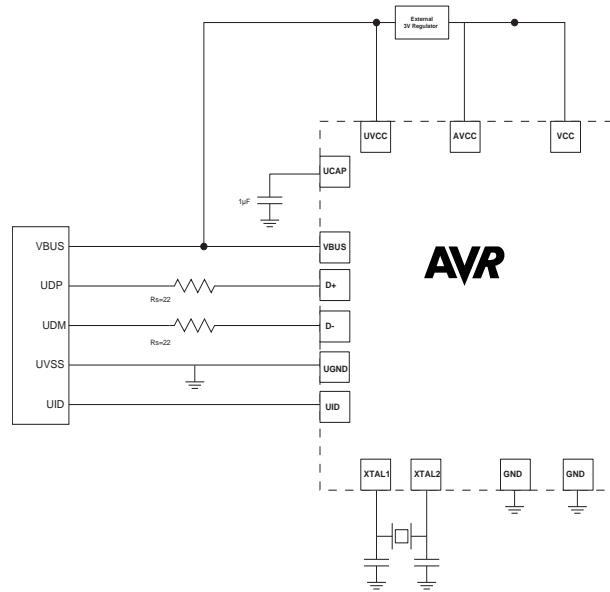 External
3V Regulator
UVCC
AVCC
VCC
UCAP
1µF
VBUS
VBUS
UDP
Rs=22
D+
UDM
Rs=22
D-
UVSS
UGND
UID
UID
AVR
XTAL1
XTAL2
GND
GND